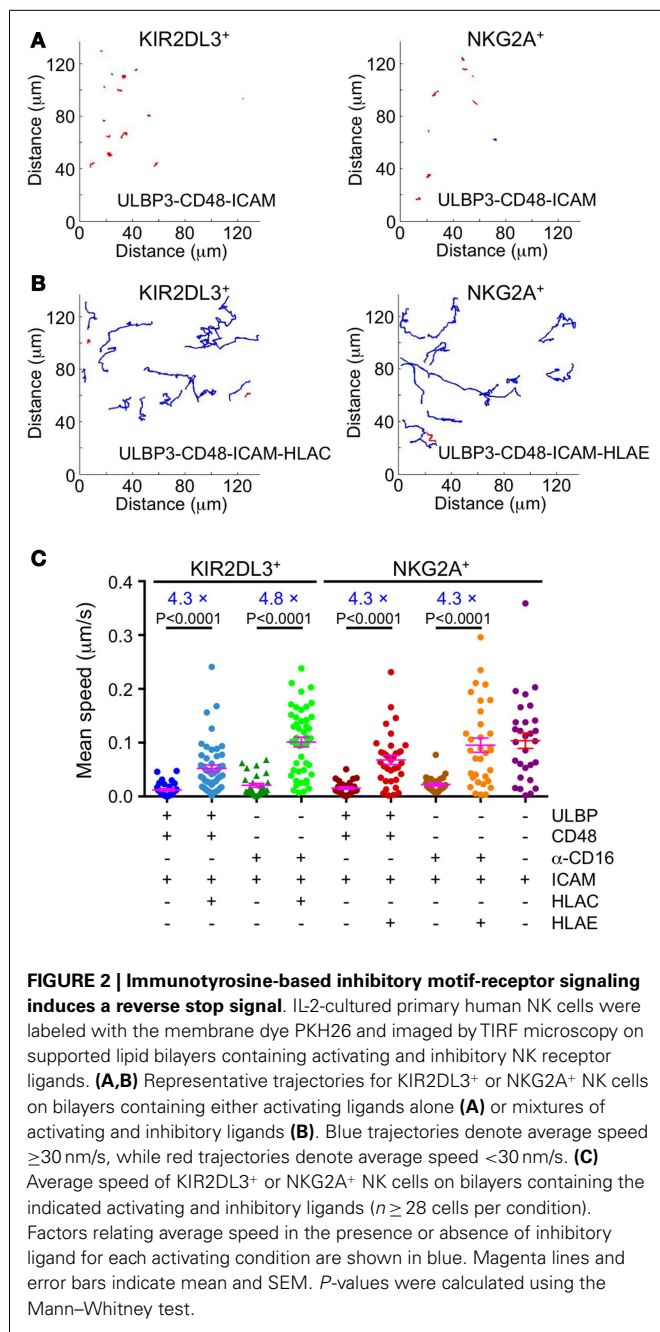 A
KIR2DL3+
NKG2A+
120
80
40
0
Distance (μm)
0 40 80 120
Distance (μm)
ULBP3-CD48-ICAM
120
80
40
0
Distance (μm)
0 40 80 120
Distance (μm)
ULBP3-CD48-ICAM
B
KIR2DL3+
NKG2A+
120
80
40
0
Distance (μm)
0 40 80 120
Distance (μm)
ULBP3-CD48-ICAM-HLAC
120
80
40
0
Distance (μm)
0 40 80 120
Distance (μm)
ULBP3-CD48-ICAM-HLAE
C
KIR2DL3+ NKG2A+
4.3 × 4.8 × 4.3 × 4.3 ×
P<0.0001 P<0.0001 P<0.0001 P<0.0001
0.4
0.3
0.2
0.1
0.0
Mean speed (μm/s)
+ + - - + + - - - ULBP
+ + - - + + - - - CD48
- - + + - - + + - α-CD16
+ + + + + + + + + ICAM
- + - + - - - - - HLAC
- - - - - + - + - HLAE
FIGURE 2 | Immunotyrosine-based inhibitory motif-receptor signaling
induces a reverse stop signal. IL-2-cultured primary human NK cells were
labeled with the membrane dye PKH26 and imaged by TIRF microscopy on
supported lipid bilayers containing activating and inhibitory NK receptor
ligands. (A,B) Representative trajectories for KIR2DL3+ or NKG2A+ NK cells
on bilayers containing either activating ligands alone (A) or mixtures of
activating and inhibitory ligands (B). Blue trajectories denote average speed
≥30 nm/s, while red trajectories denote average speed <30 nm/s. (C)
Average speed of KIR2DL3+ or NKG2A+ NK cells on bilayers containing the
indicated activating and inhibitory ligands (n ≥ 28 cells per condition).
Factors relating average speed in the presence or absence of inhibitory
ligand for each activating condition are shown in blue. Magenta lines and
error bars indicate mean and SEM. P-values were calculated using the
Mann–Whitney test.